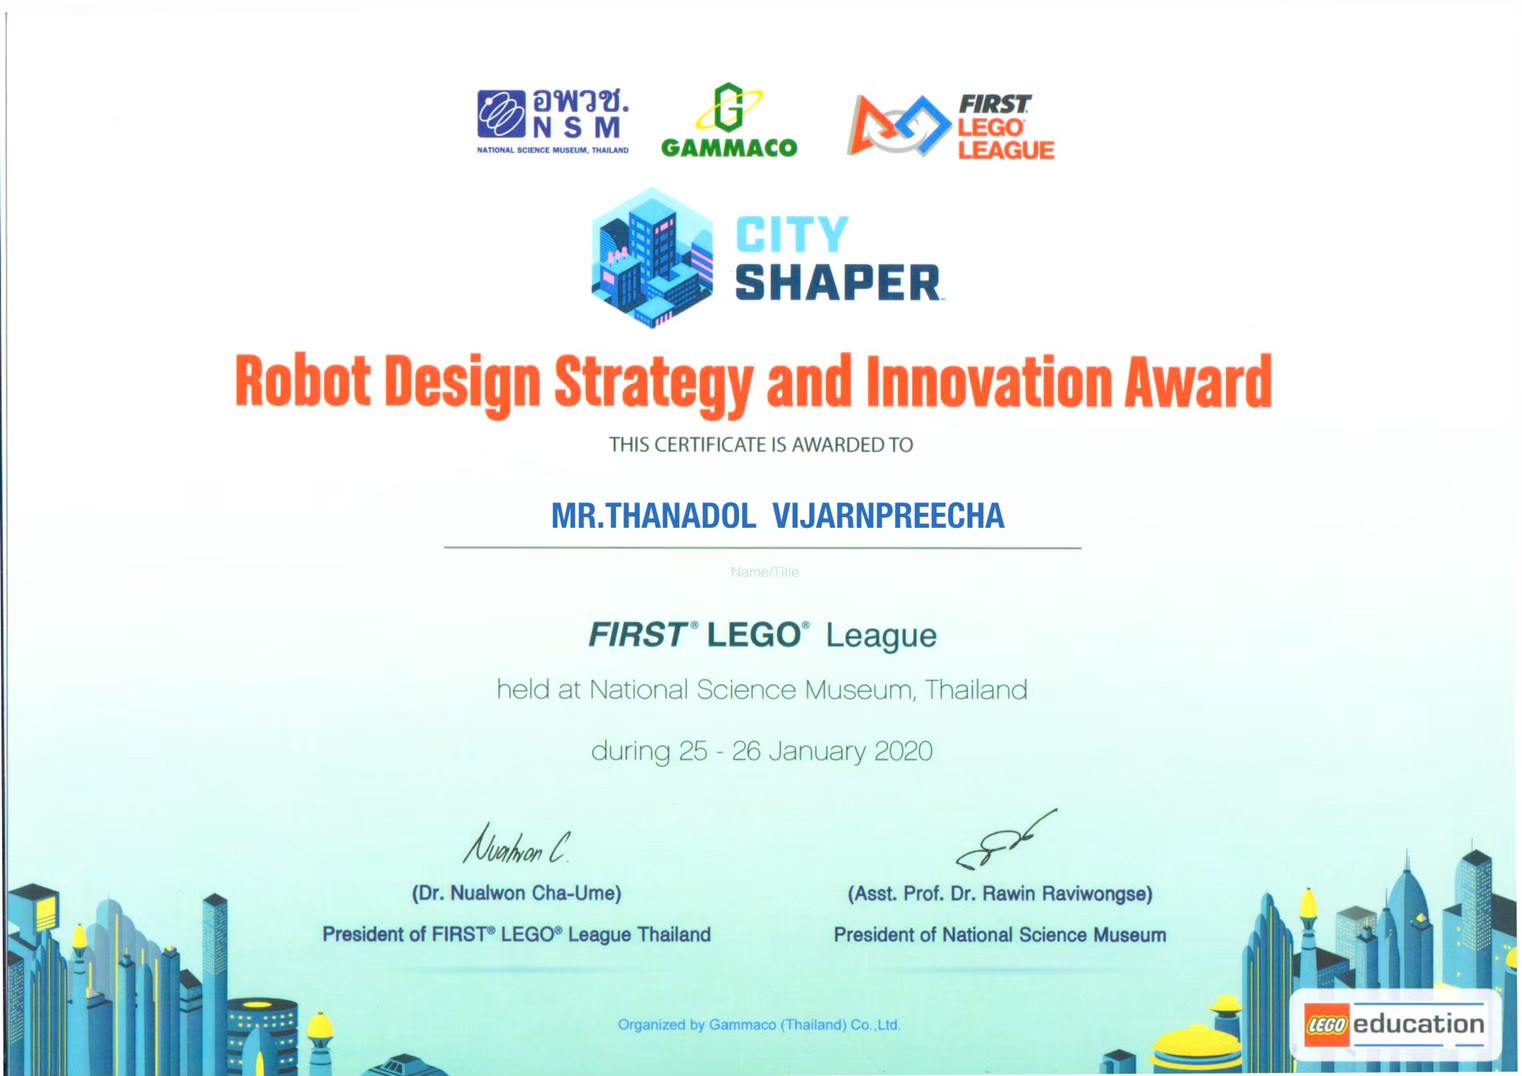 อพวช.
NSM
NATIONAL SCIENCE MUSEUM, THAILAND
G
GAMMACO
FIRST®
LEGO®
LEAGUE
CITY
SHAPER™
Robot Design Strategy and Innovation Award
THIS CERTIFICATE IS AWARDED TO
MR.THANADOL VIJARNPREECHA
Name/Title
FIRST® LEGO® League
held at National Science Museum, Thailand
during 25 - 26 January 2020
Nualwon C.
(Dr. Nualwon Cha-Ume)
President of FIRST® LEGO® League Thailand
(Asst. Prof. Dr. Rawin Raviwongse)
President of National Science Museum
Organized by Gammaco (Thailand) Co.,Ltd.
LEGO education